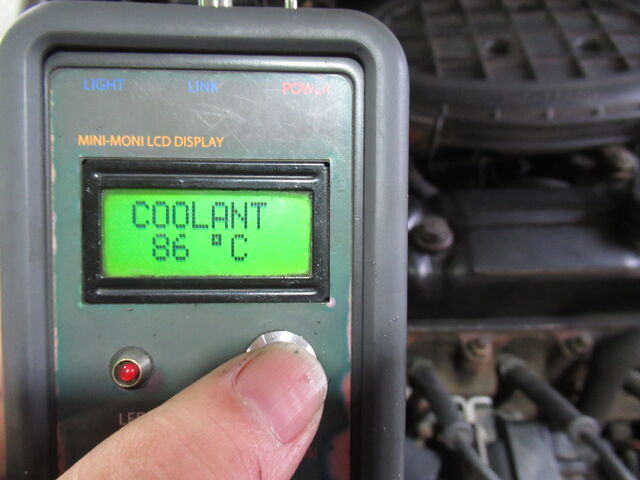 LIGHT LINK POWER
MINI-MONI LCD DISPLAY
COOLANT
86 °C